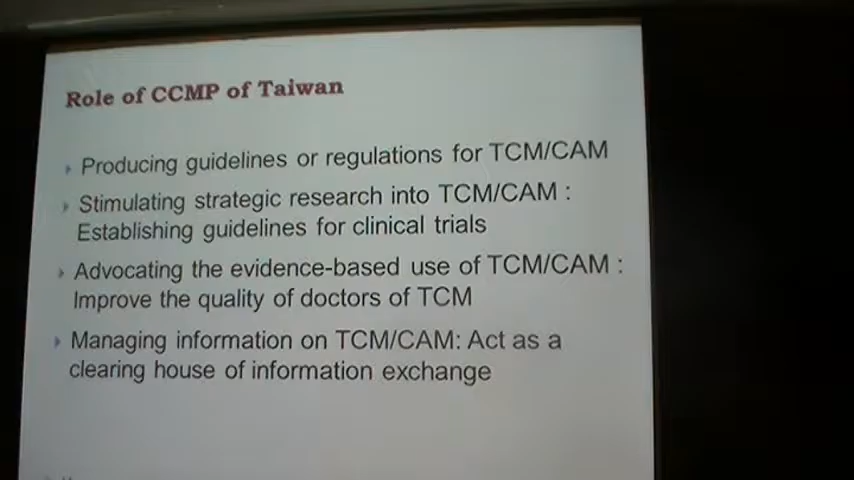 Role of CCMP of Taiwan
Producing guidelines or regulations for TCM/CAM
Stimulating strategic research into TCM/CAM :
Establishing guidelines for clinical trials
Advocating the evidence-based use of TCM/CAM :
Improve the quality of doctors of TCM
Managing information on TCM/CAM: Act as a
clearing house of information exchange